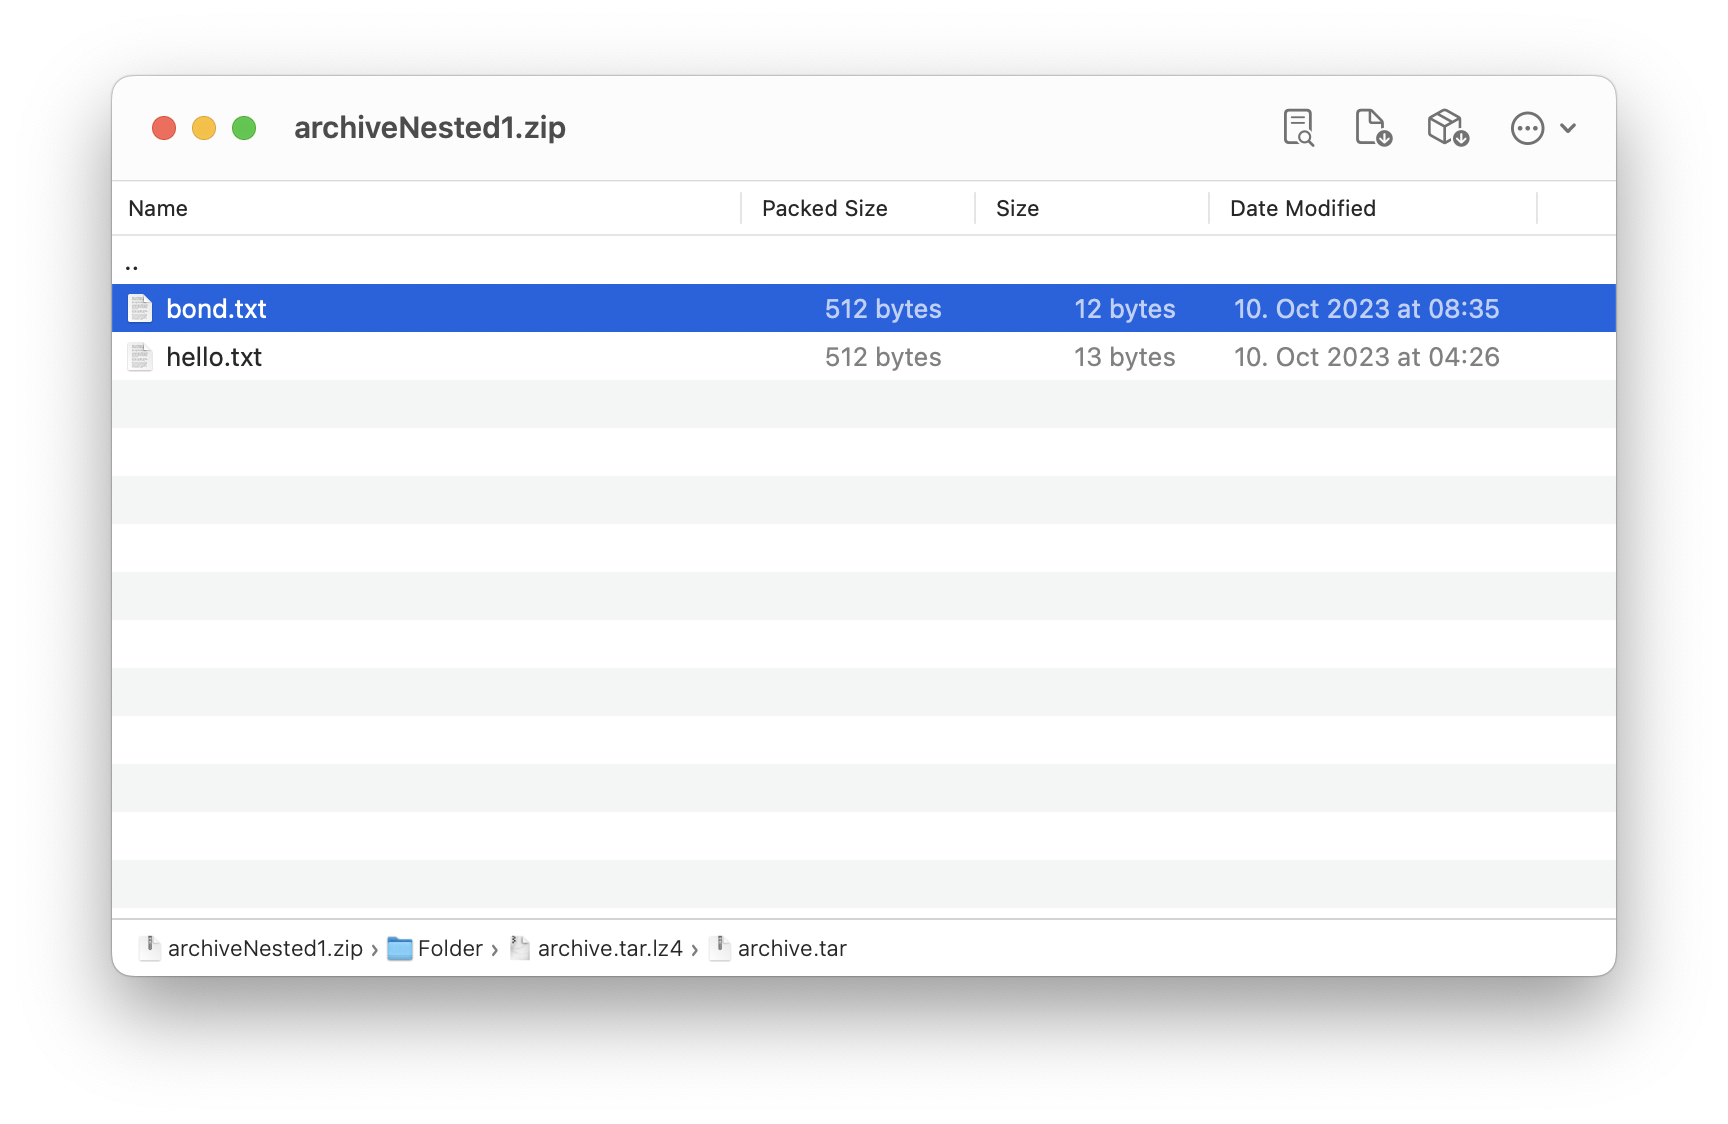 archiveNested1.zip
Name Packed Size Size Date Modified
..
bond.txt 512 bytes 12 bytes 10. Oct 2023 at 08:35
hello.txt 512 bytes 13 bytes 10. Oct 2023 at 04:26
archiveNested1.zip › Folder › archive.tar.lz4 › archive.tar